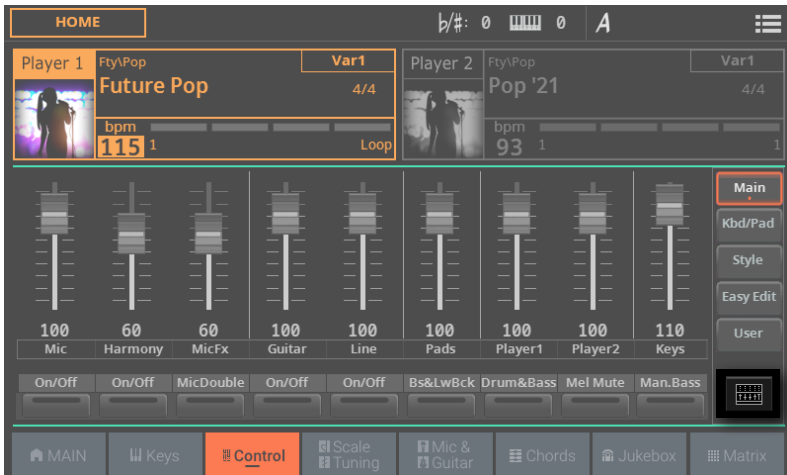 HOME ♭/♯: 0 0 A
Player 1 Fty\Pop Var1 Player 2 Fty\Pop Var1
Future Pop 4/4 Pop '21 4/4
bpm bpm
115 1 Loop 93 1 1
Main
Kbd/Pad
Style
Easy Edit
User
100 60 60 100 100 100 100 100 110
Mic Harmony MicFx Guitar Line Pads Player1 Player2 Keys
On/Off On/Off MicDouble On/Off On/Off Bs&LwBck Drum&Bass Mel Mute Man.Bass
MAIN Keys Control Scale Tuning Mic & Guitar Chords Jukebox Matrix